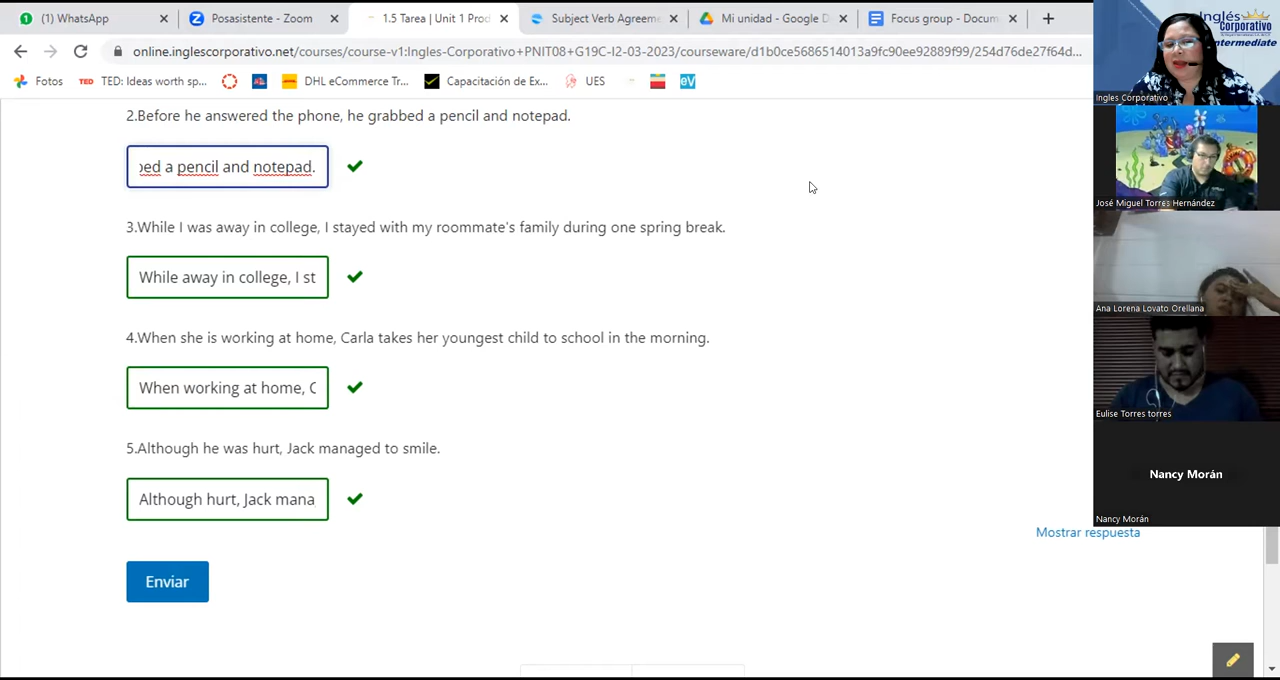 (1) WhatsApp
Posasistente - Zoom
1.5 Tarea | Unit 1 Proc
Subject Verb Agreeme
Mi unidad - Google D
Focus group - Docum
online.inglescorporativo.net/courses/course-v1:Ingles-Corporativo+PNIT08+G19C-I2-03-2023/courseware/d1b0ce5686514013a9fc90ee92889f99/254d76de27f64d...
Fotos
TED
TED: Ideas worth sp...
DHL eCommerce Tr...
Capacitación de Ex...
UES
eV
2.Before he answered the phone, he grabbed a pencil and notepad.
bed a pencil and notepad.
3.While I was away in college, I stayed with my roommate's family during one spring break.
While away in college, I st
4.When she is working at home, Carla takes her youngest child to school in the morning.
When working at home, C
5.Although he was hurt, Jack managed to smile.
Although hurt, Jack mana
Mostrar respuesta
Enviar
Inglés
Corporativo
Intermediate
Ingles Corporativo
José Miguel Torres Hernández
Ana Lorena Lovato Orellana
Eulise Torres torres
Nancy Morán
Nancy Morán